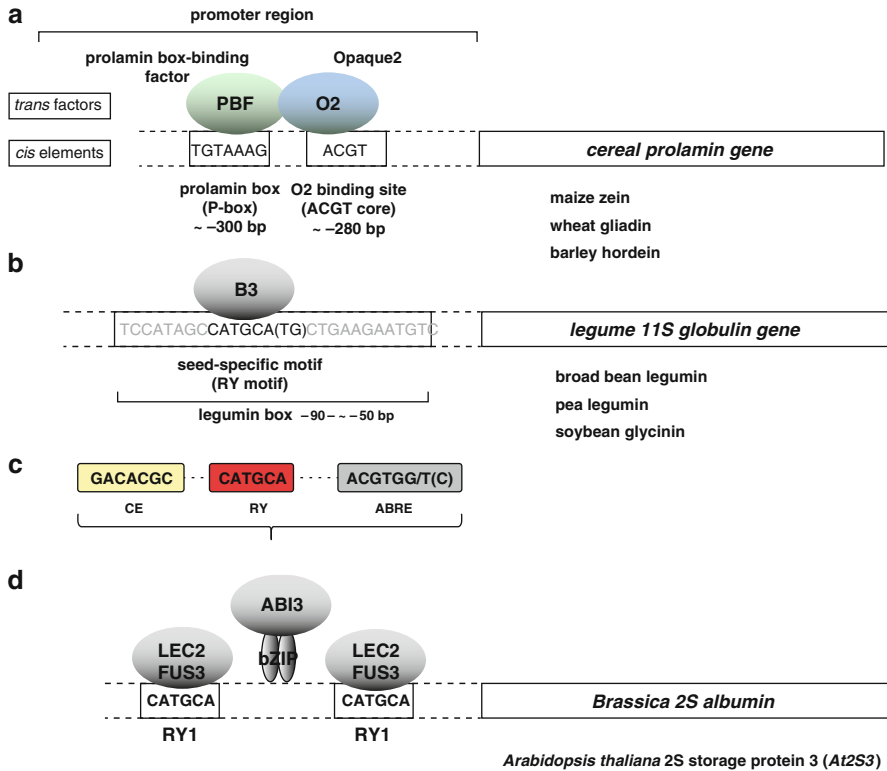 a
promoter region
prolamin box-binding
factor
Opaque2
trans factors
PBF
O2
cis elements
TGTAAAG
ACGT
cereal prolamin gene
prolamin box
(P-box)
~ –300 bp
O2 binding site
(ACGT core)
~ –280 bp
maize zein
wheat gliadin
barley hordein
b
B3
TCCATAGCCATGCA(TG)CTGAAGAATGTC
legume 11S globulin gene
seed-specific motif
(RY motif)
legumin box –90– ~ –50 bp
broad bean legumin
pea legumin
soybean glycinin
c
GACACGC
CATGCA
ACGTGG/T(C)
CE
RY
ABRE
d
ABI3
LEC2
FUS3
bZIP
LEC2
FUS3
CATGCA
CATGCA
Brassica 2S albumin
RY1
RY1
Arabidopsis thaliana 2S storage protein 3 (At2S3)